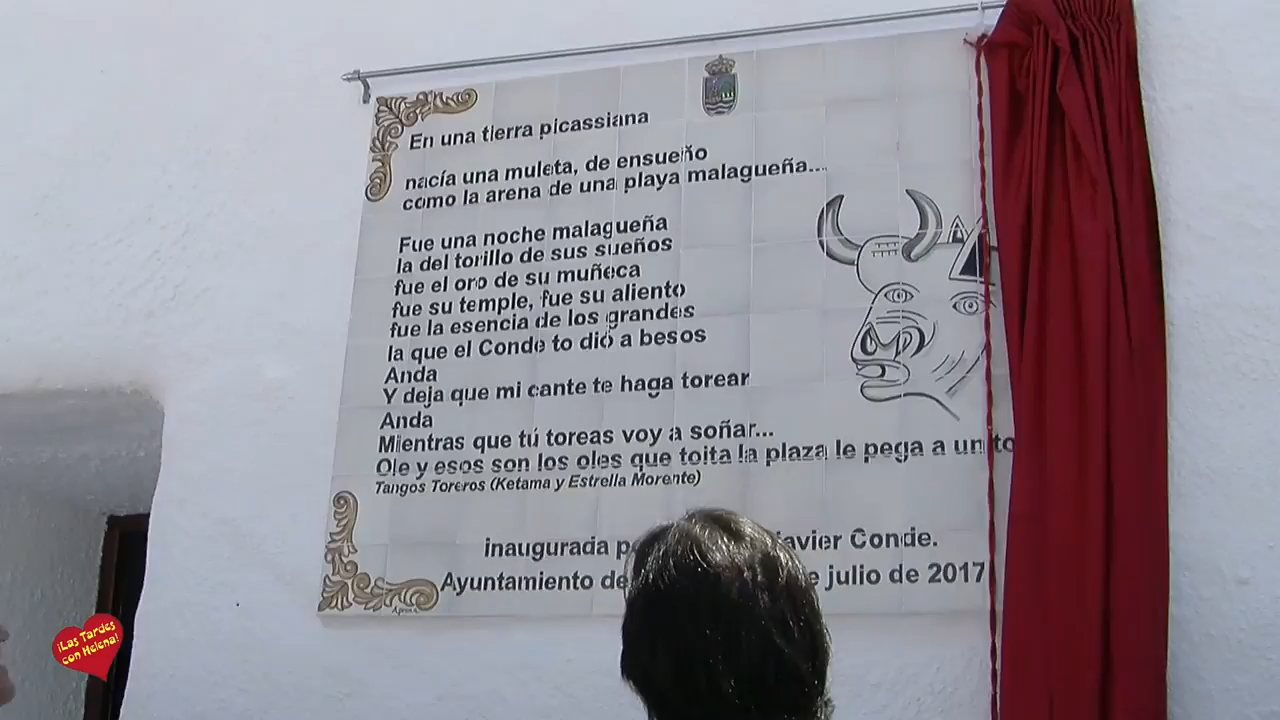 En una tierra picassiana
nacía una muleta, de ensueño
como la arena de una playa malagueña...
Fue una noche malagueña
la del torillo de sus sueños
fue el oro de su muñeca
fue su temple, fue su aliento
fue la esencia de los grandes
la que el Conde to dió a besos
Anda
Y deja que mi cante te haga torear
Anda
Mientras que tú toreas voy a soñar...
Ole y esos son los oles que toita la plaza le pega a un to
Tangos Toreros (Ketama y Estrella Morente)
inaugurada avier Conde.
Ayuntamiento de julio de 2017
¡Las Tardes
con Helena!